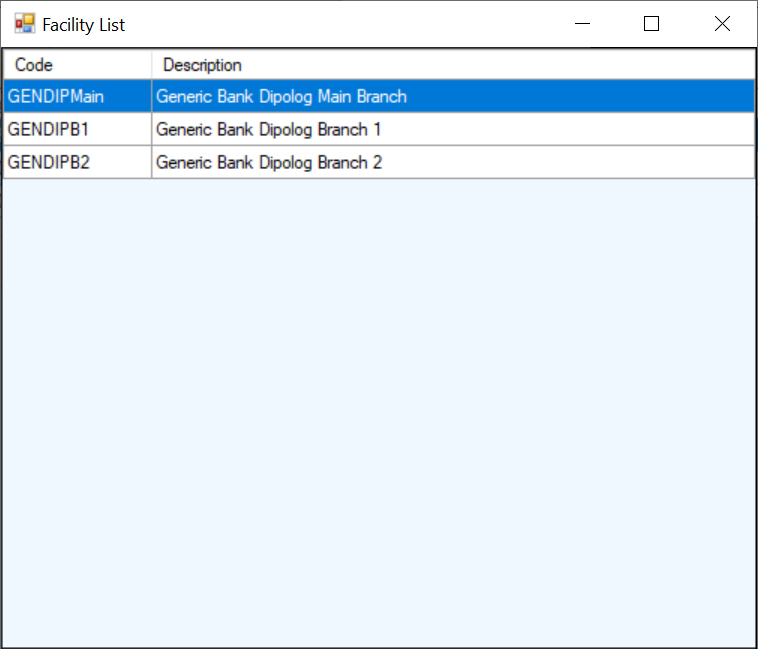 Facility List
Code Description
GENDIPMain Generic Bank Dipolog Main Branch
GENDIPB1 Generic Bank Dipolog Branch 1
GENDIPB2 Generic Bank Dipolog Branch 2